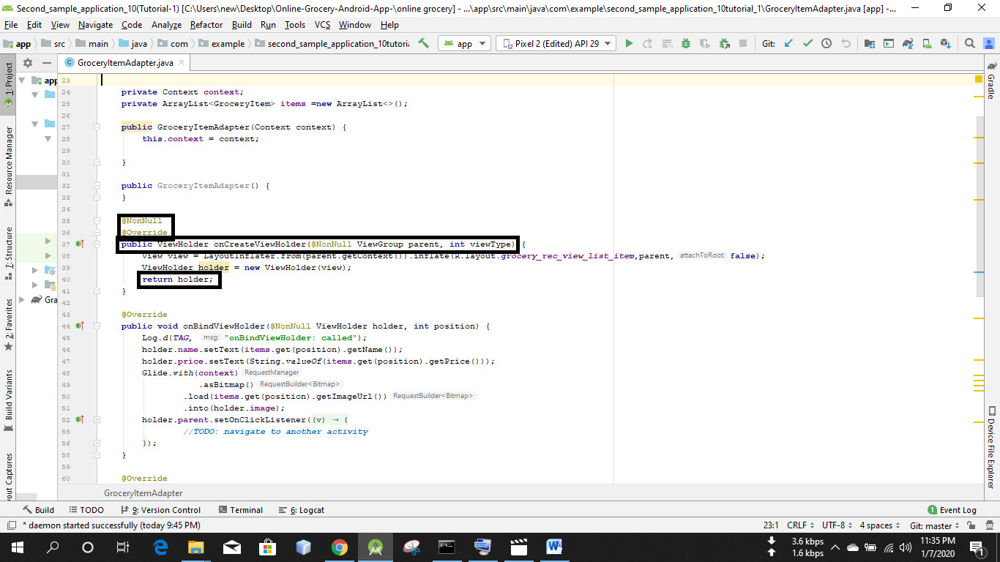 Second_sample_application_10(Tutorial-1) [C:\Users\new\Desktop\Online-Grocery-Android-App-\online grocery] - ...\app\src\main\java\com\example\second_sample_application_10tutorial_1\GroceryItemAdapter.java [app] -...
File Edit View Navigate Code Analyze Refactor Build Run Tools VCS Window Help
app src main java com example second_sample_application_10tutoria app Pixel 2 (Edited) API 29 Git:
GroceryItemAdapter.java
1: Project
Resource Manager
7: Structure
2: Favorites
Build Variants
yout Captures
app
Gra
Gradle
Device File Explorer
23
24 private Context context;
25 private ArrayList<GroceryItem> items =new ArrayList<>();
26
27 public GroceryItemAdapter(Context context) {
28 this.context = context;
29
30 }
31
32 public GroceryItemAdapter() {
33 }
34
35 @NonNull
36 @Override
37 public ViewHolder onCreateViewHolder(@NonNull ViewGroup parent, int viewType) {
38 View view = LayoutInflater.from(parent.getContext()).inflate(R.layout.grocery_rec_view_list_item,parent, attachToRoot: false);
39 ViewHolder holder = new ViewHolder(view);
40 return holder;
41 }
42
43 @Override
44 public void onBindViewHolder(@NonNull ViewHolder holder, int position) {
45 Log.d(TAG, msg: "onBindViewHolder: called");
46 holder.name.setText(items.get(position).getName());
47 holder.price.setText(String.valueOf(items.get(position).getPrice()));
48 Glide.with(context) RequestManager
49 .asBitmap() RequestBuilder<Bitmap>
50 .load(items.get(position).getImageUrl()) RequestBuilder<Bitmap>
51 .into(holder.image);
52 holder.parent.setOnClickListener((v) → {
55 //TODO: navigate to another activity
56 });
58 }
59
60 @Override
GroceryItemAdapter
Build TODO 9: Version Control Terminal 6: Logcat 1 Event Log
* daemon started successfully (today 9:45 PM) 23:1 CRLF UTF-8 4 spaces Git: master
3.6 kbps 11:35 PM
1.6 kbps 1/7/2020 1